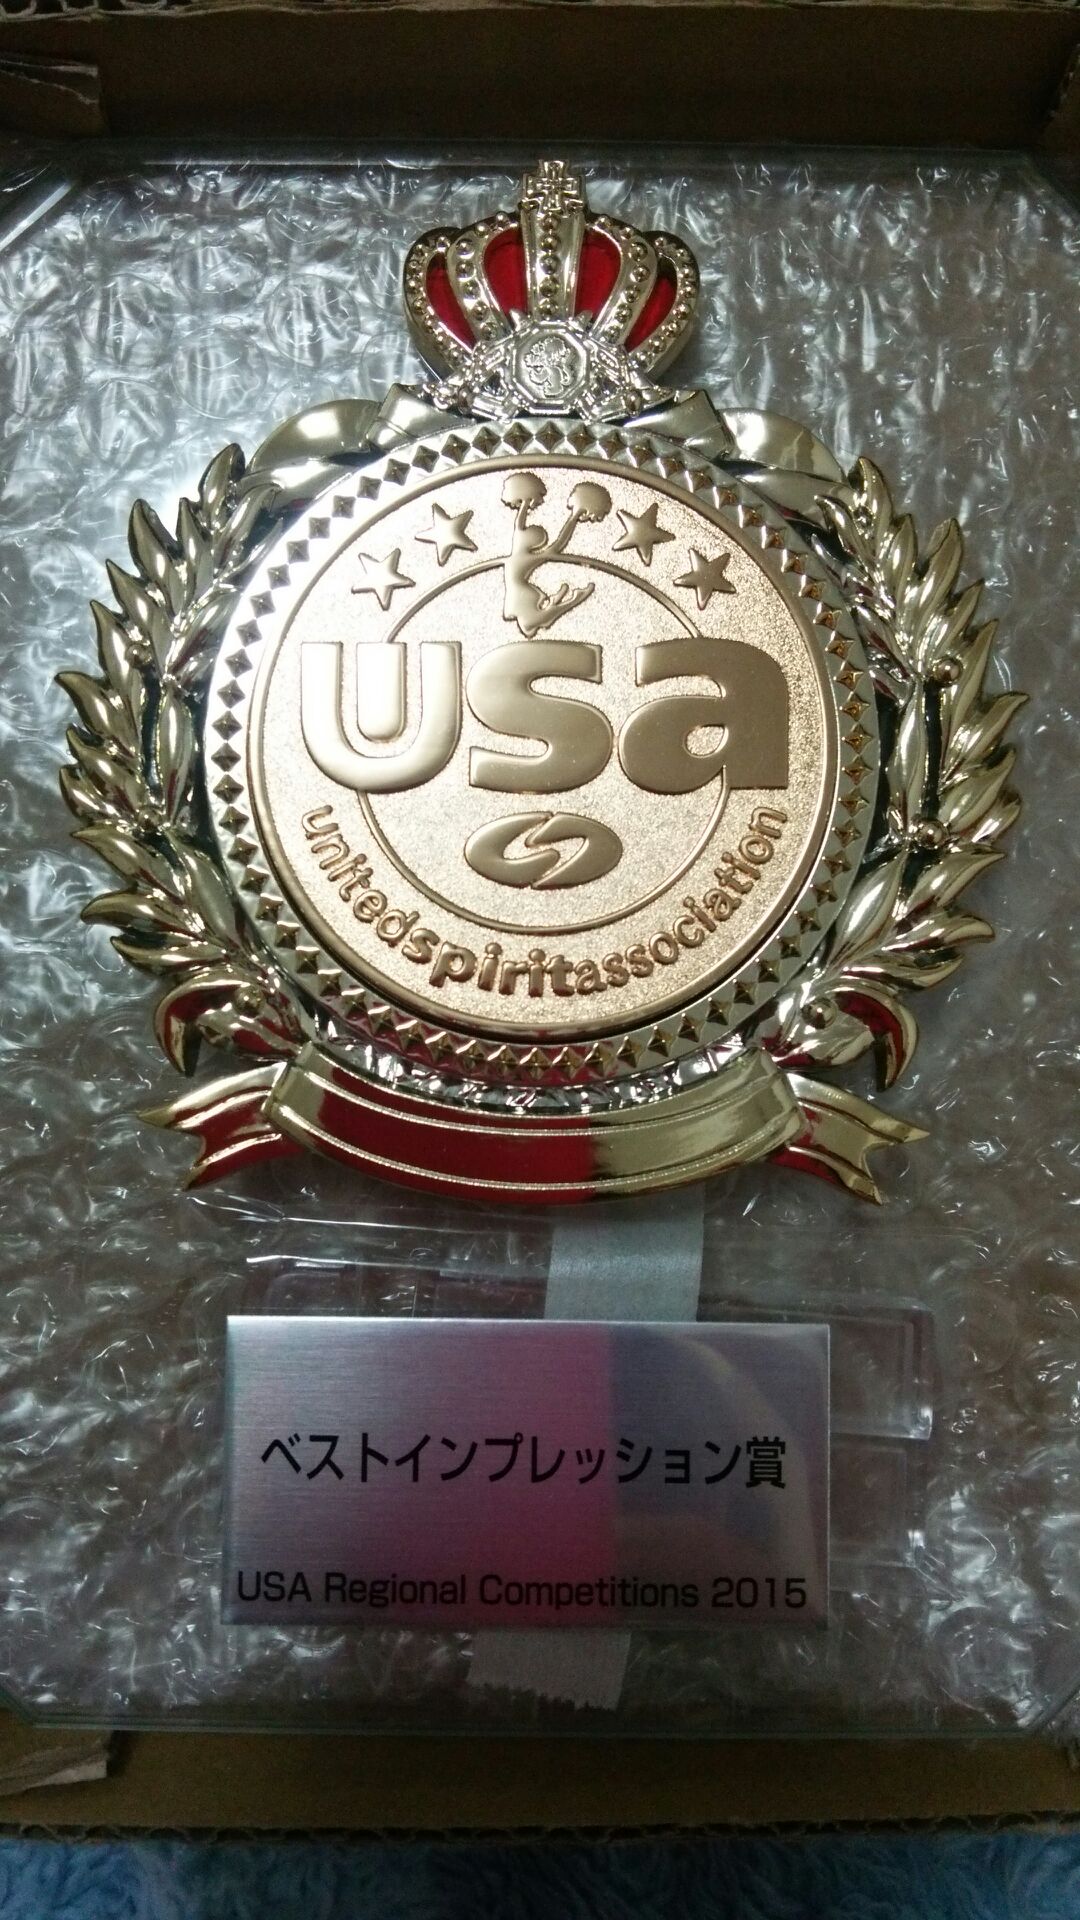 usa
unitedspiritassociation
ベストインプレッション賞
USA Regional Competitions 2015